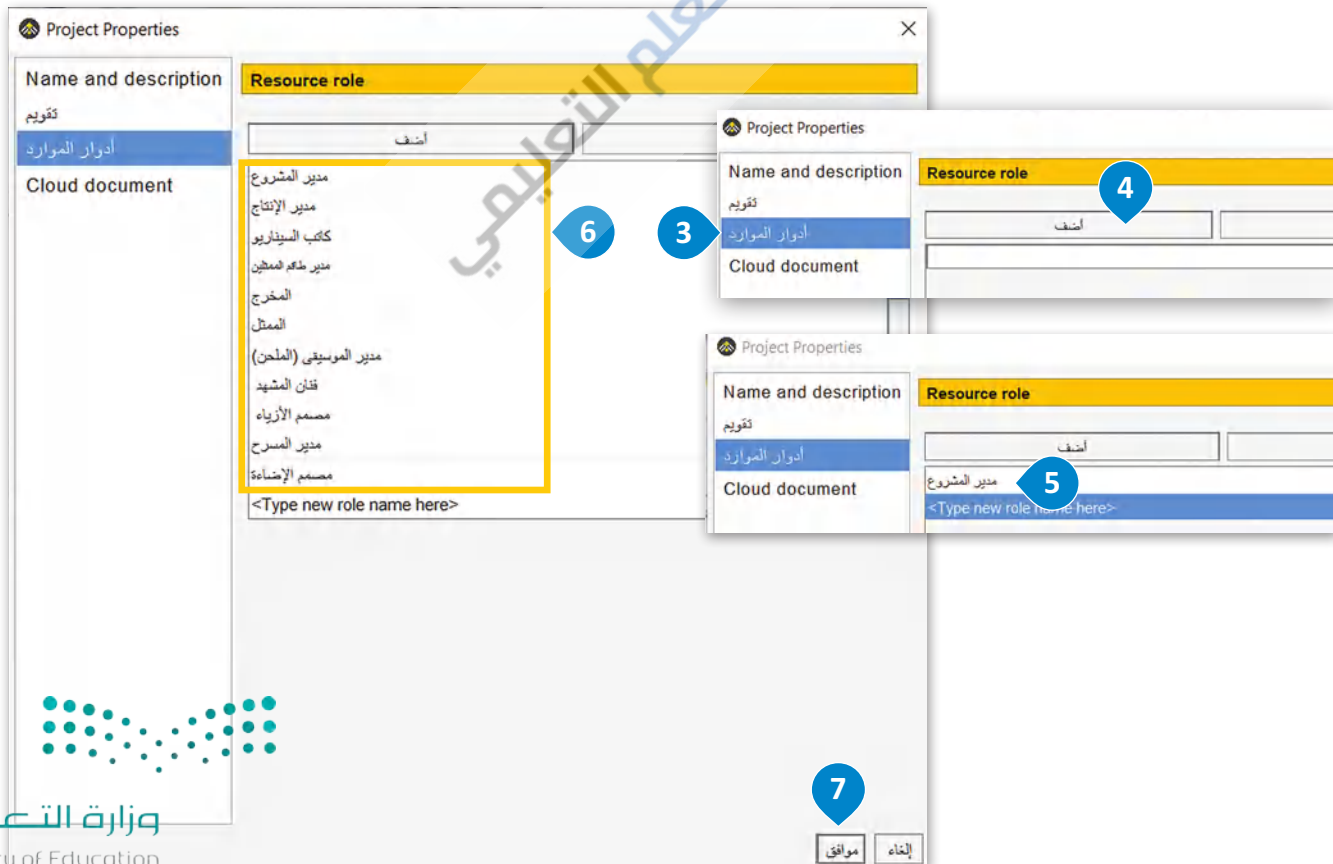 Project Properties
Name and description
تقويم
أدوار الموارد
Cloud document
Resource role
أضف
مدير المشروع
مدير الإنتاج
كاتب السيناريو
مدير طاقم الممثلين
المخرج
الممثل
مدير الموسيقى (الملحن)
فنان المشهد
مصمم الأزياء
مدير المسرح
مصمم الإضاءة
<Type new role name here>
6
3
Project Properties
Name and description
تقويم
أدوار الموارد
Cloud document
Resource role
4
أضف
Project Properties
Name and description
تقويم
أدوار الموارد
Cloud document
Resource role
أضف
مدير المشروع
5
<Type new role name here>
7
موافق
إلغاء
وزارة التع
of Education
التعليمي